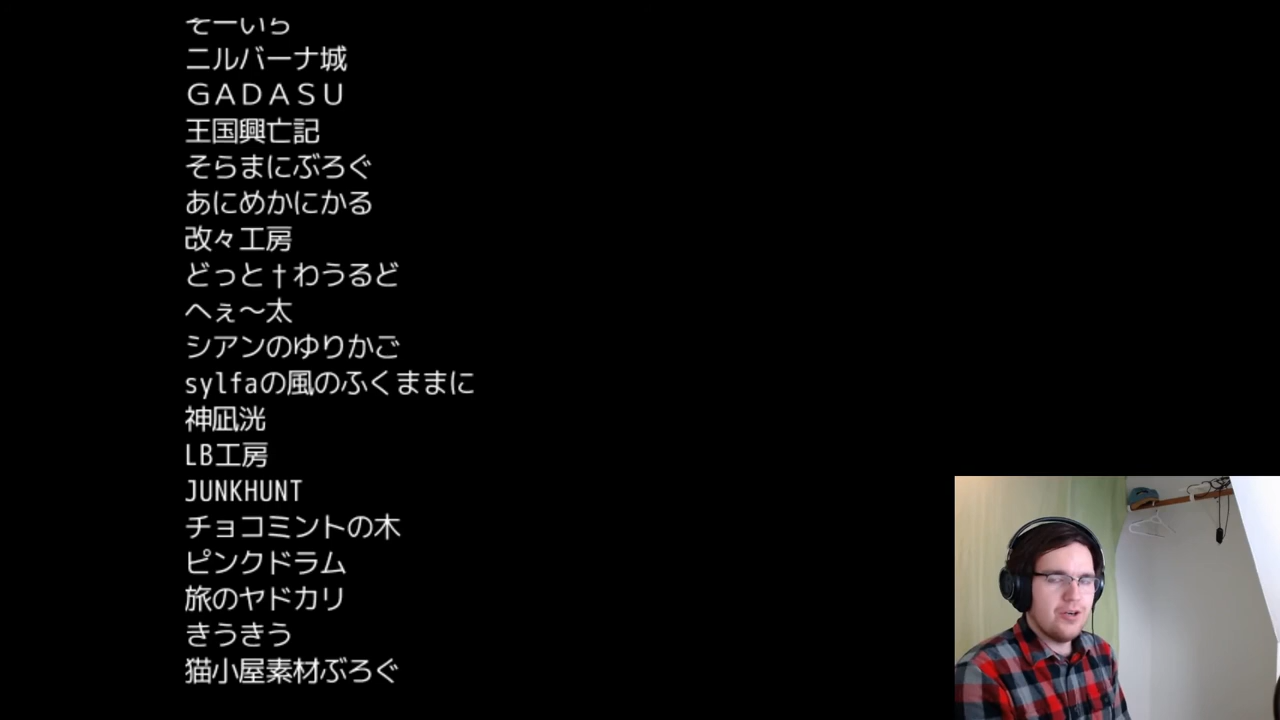 そーいち
ニルバーナ城
ＧＡＤＡＳＵ
王国興亡記
そらまにぶろぐ
あにめかにかる
改々工房
どっと†わうるど
へぇ～太
シアンのゆりかご
sylfaの風のふくままに
神凪洸
LB工房
JUNKHUNT
チョコミントの木
ピンクドラム
旅のヤドカリ
きうきう
猫小屋素材ぶろぐ